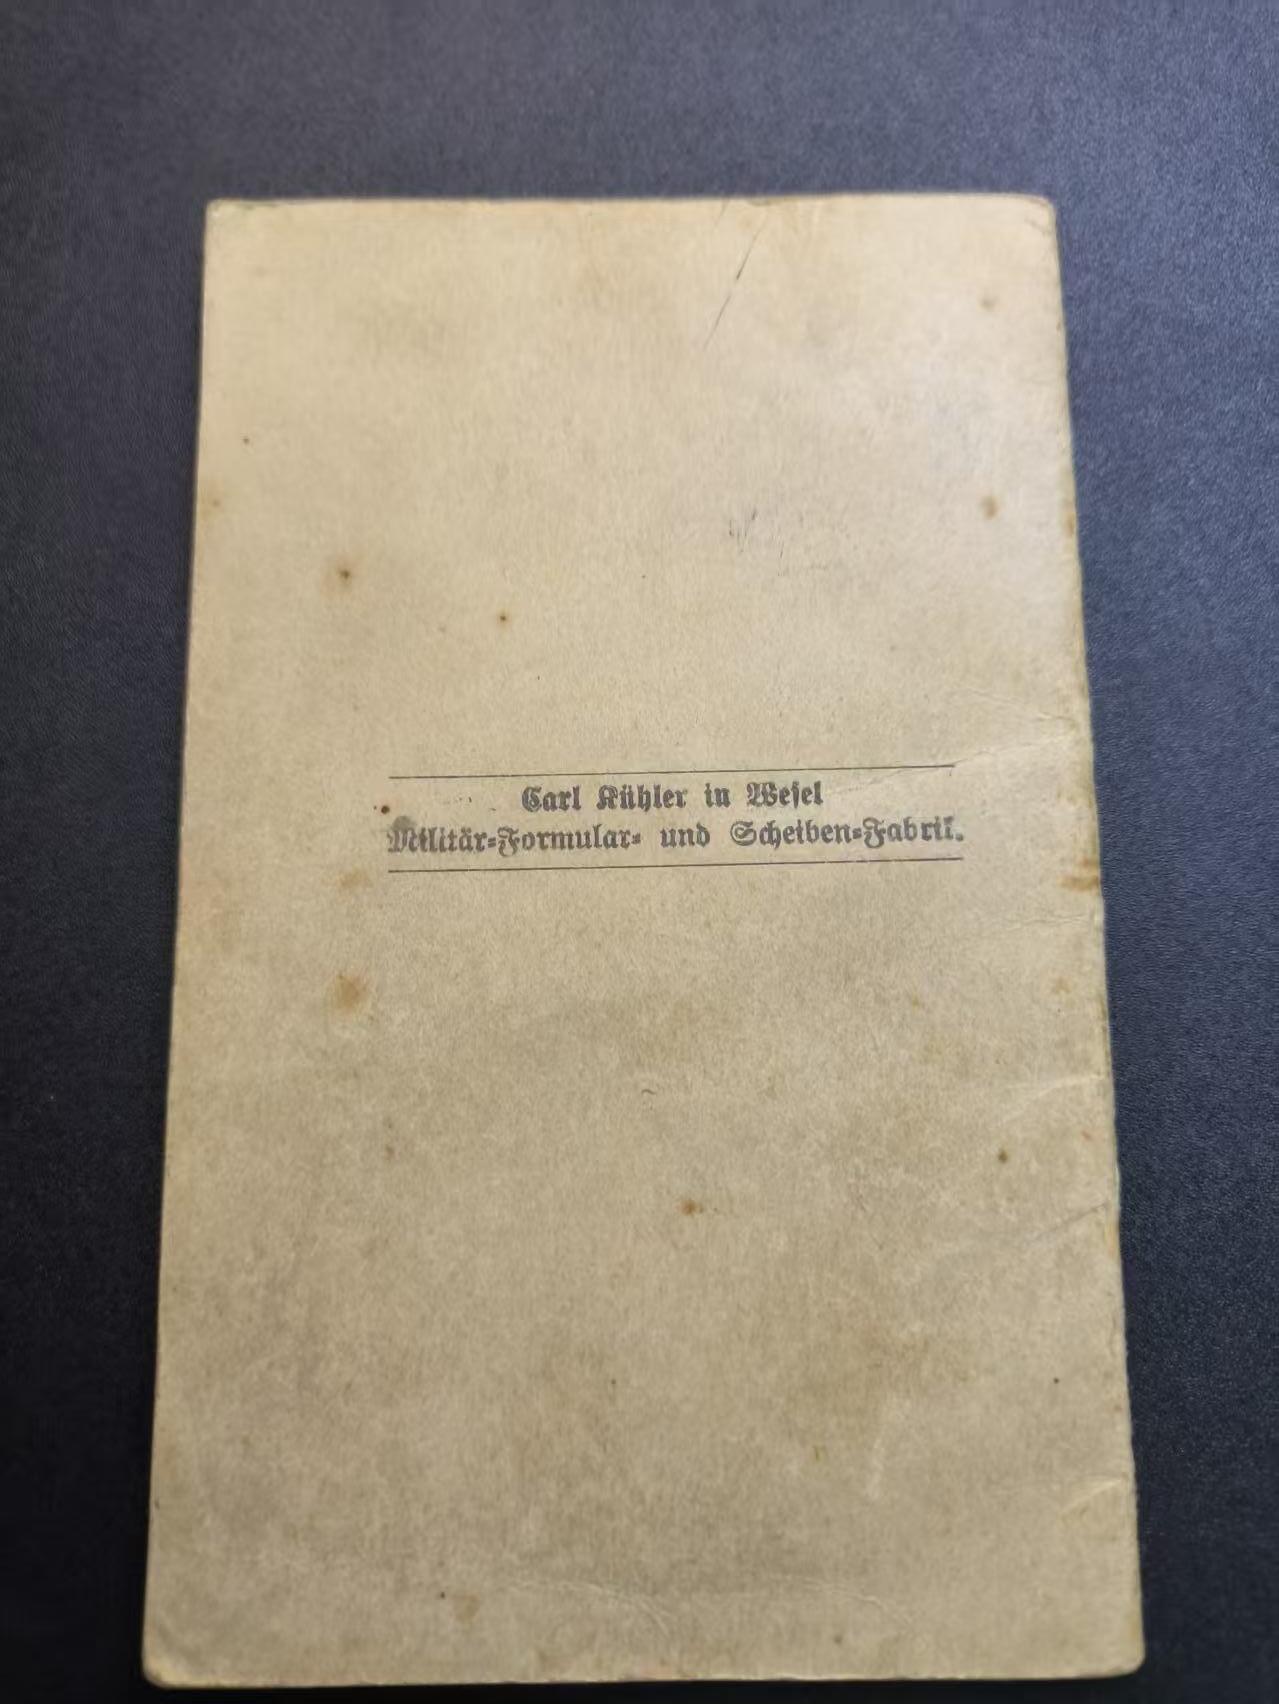 Carl Kühler in Wesel
Militär-Formular- und Scheiben-Fabrik.